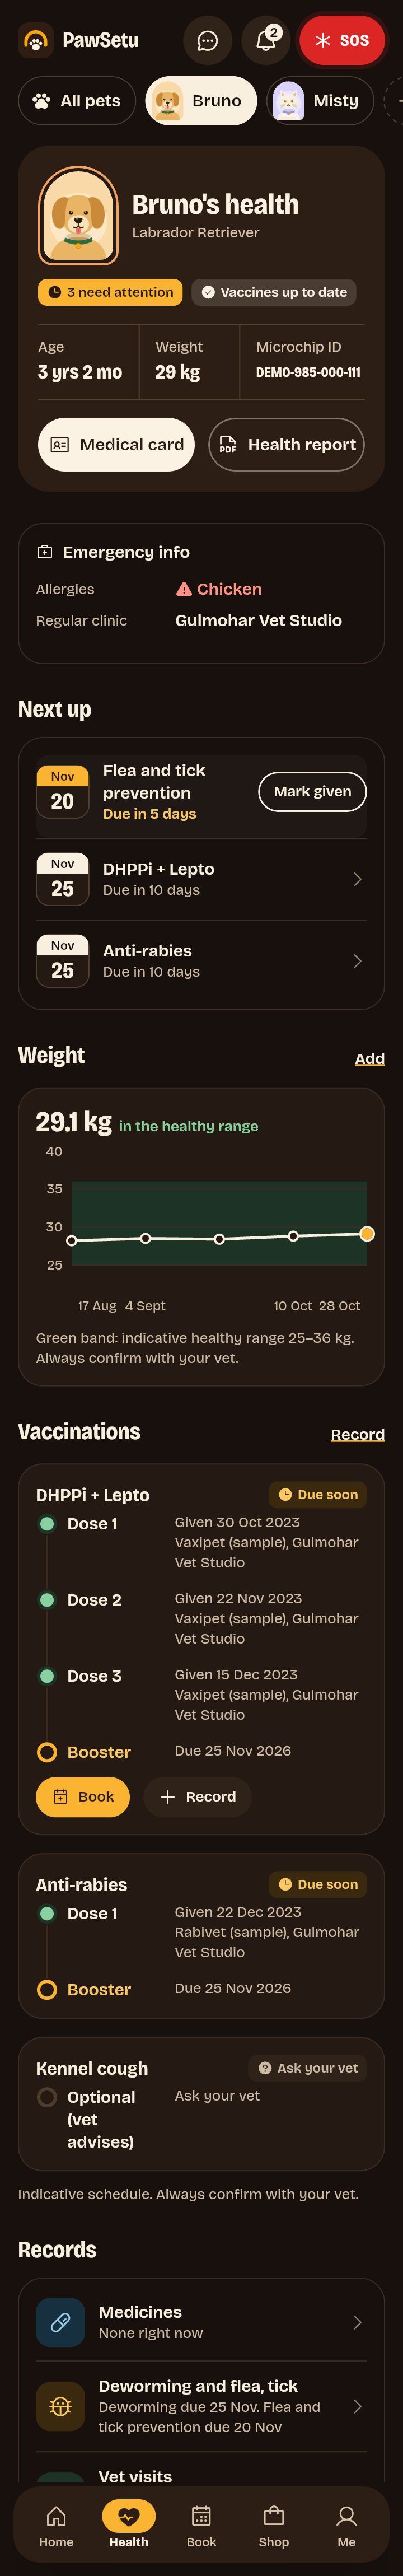 PawSetu
2
SOS
All pets
Bruno
Misty
Bruno's health
Labrador Retriever
3 need attention
Vaccines up to date
Age
Weight
Microchip ID
3 yrs 2 mo
29 kg
DEMO-985-000-111
Medical card
PDF
Health report
Emergency info
Allergies
Chicken
Regular clinic
Gulmohar Vet Studio
Next up
Nov
20
Flea and tick
prevention
Due in 5 days
Mark given
Nov
25
DHPPi + Lepto
Due in 10 days
Nov
25
Anti-rabies
Due in 10 days
Weight
Add
29.1 kg in the healthy range
40
35
30
25
17 Aug
4 Sept
10 Oct
28 Oct
Green band: indicative healthy range 25–36 kg.
Always confirm with your vet.
Vaccinations
Record
DHPPi + Lepto
Due soon
Dose 1
Given 30 Oct 2023
Vaxipet (sample), Gulmohar
Vet Studio
Dose 2
Given 22 Nov 2023
Vaxipet (sample), Gulmohar
Vet Studio
Dose 3
Given 15 Dec 2023
Vaxipet (sample), Gulmohar
Vet Studio
Booster
Due 25 Nov 2026
Book
Record
Anti-rabies
Due soon
Dose 1
Given 22 Dec 2023
Rabivet (sample), Gulmohar
Vet Studio
Booster
Due 25 Nov 2026
Kennel cough
Ask your vet
Optional
(vet
advises)
Ask your vet
Indicative schedule. Always confirm with your vet.
Records
Medicines
None right now
Deworming and flea, tick
Deworming due 25 Nov. Flea and
tick prevention due 20 Nov
Vet visits
Home
Health
Book
Shop
Me